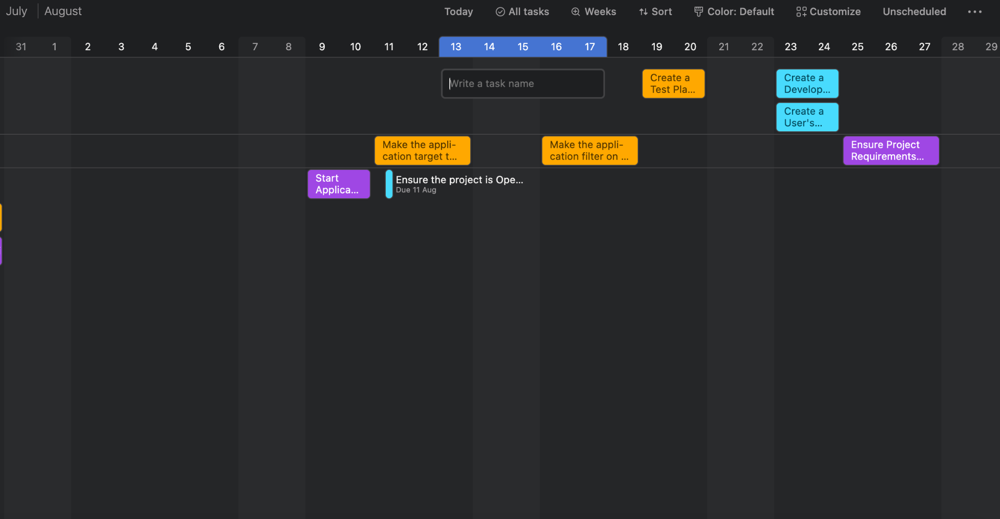 July August
Today All tasks Weeks Sort Color: Default Customize Unscheduled
31 1 2 3 4 5 6 7 8 9 10 11 12 13 14 15 16 17 18 19 20 21 22 23 24 25 26 27 28 29
Write a task name
Create a
Test Pla...
Create a
Develop...
Create a
User's...
Make the appli-
cation target t...
Make the appli-
cation filter on ...
Ensure Project
Requirements...
Start
Applica...
Ensure the project is Ope...
Due 11 Aug